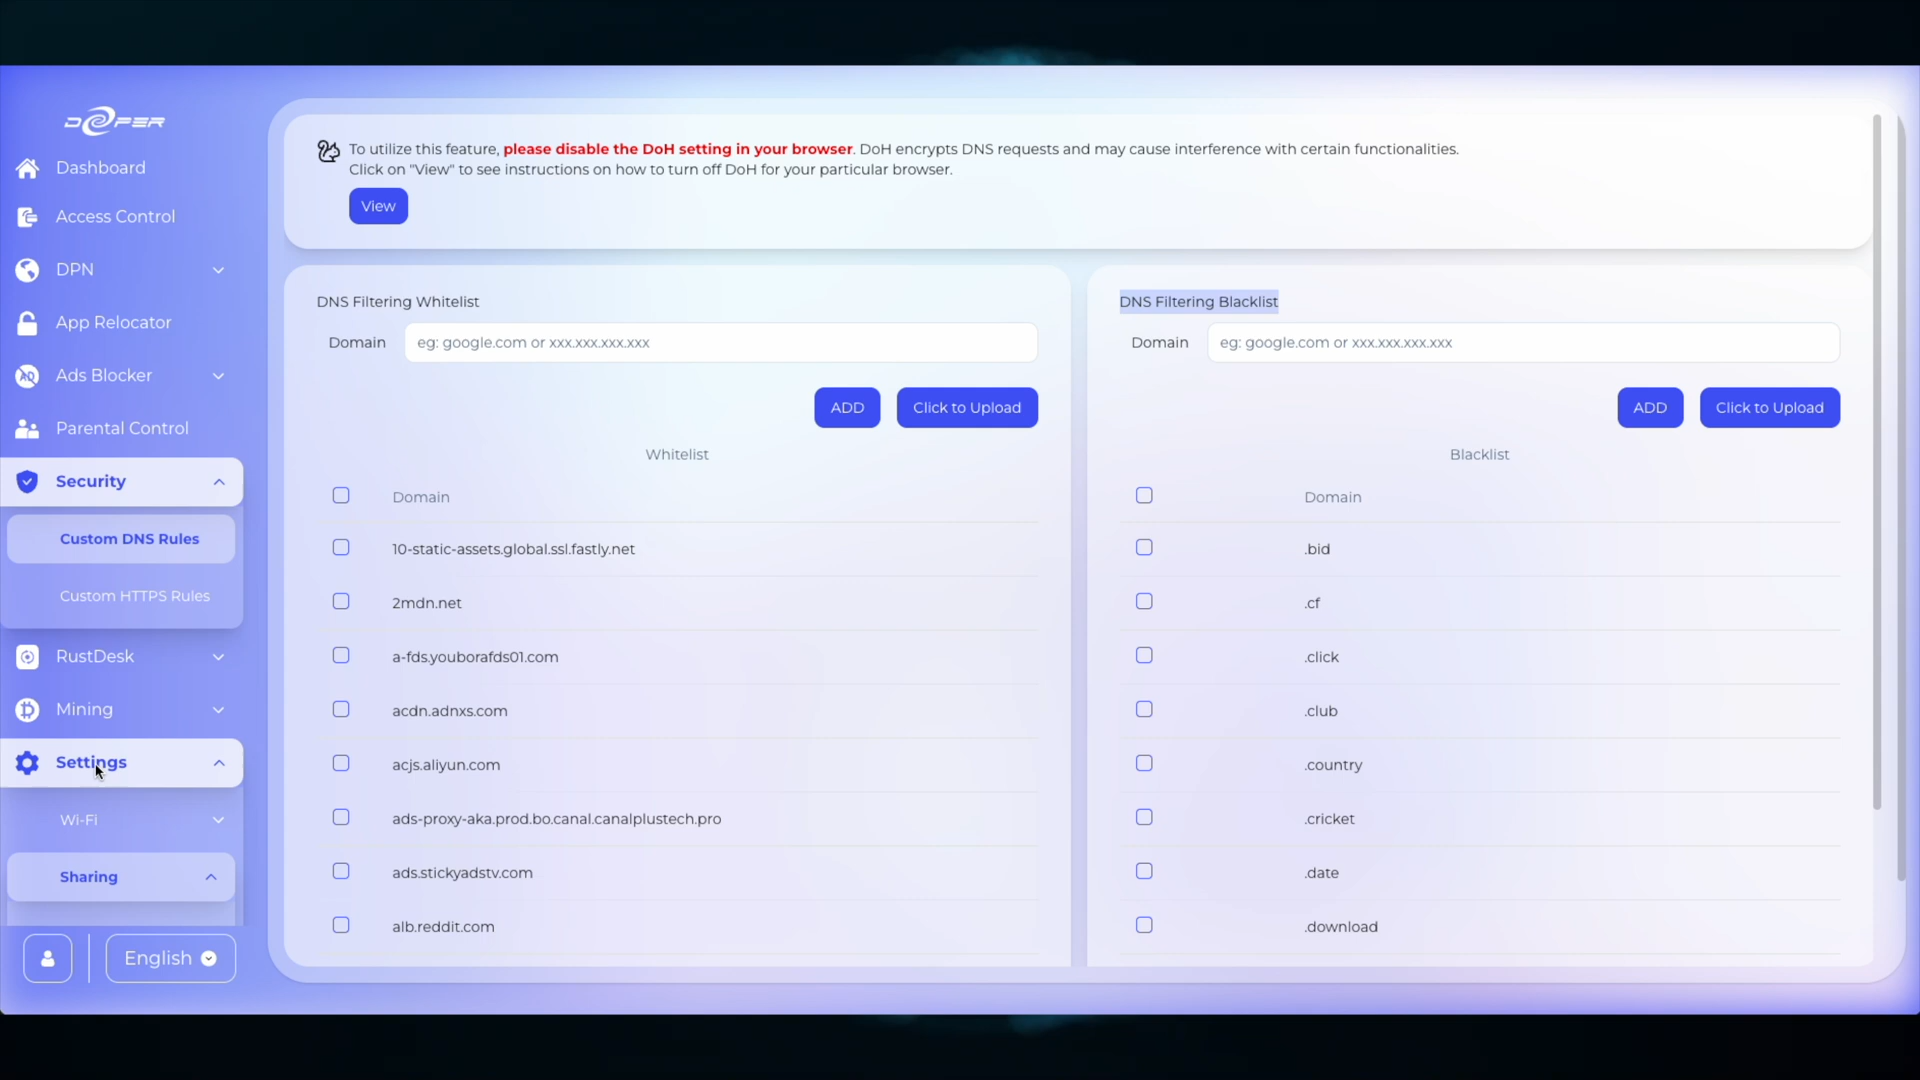 DEEPER
Dashboard
Access Control
DPN
App Relocator
Ads Blocker
Parental Control
Security
Custom DNS Rules
Custom HTTPS Rules
RustDesk
Mining
Settings
Wi-Fi
Sharing
English
To utilize this feature, please disable the DoH setting in your browser. DoH encrypts DNS requests and may cause interference with certain functionalities.
Click on "View" to see instructions on how to turn off DoH for your particular browser.
View
DNS Filtering Whitelist
Domain eg: google.com or xxx.xxx.xxx.xxx
ADD Click to Upload
Whitelist
Domain
10-static-assets.global.ssl.fastly.net
2mdn.net
a-fds.youborafds01.com
acdn.adnxs.com
acjs.aliyun.com
ads-proxy-aka.prod.bo.canal.canalplustech.pro
ads.stickyadstv.com
alb.reddit.com
DNS Filtering Blacklist
Domain eg: google.com or xxx.xxx.xxx.xxx
ADD Click to Upload
Blacklist
Domain
.bid
.cf
.click
.club
.country
.cricket
.date
.download